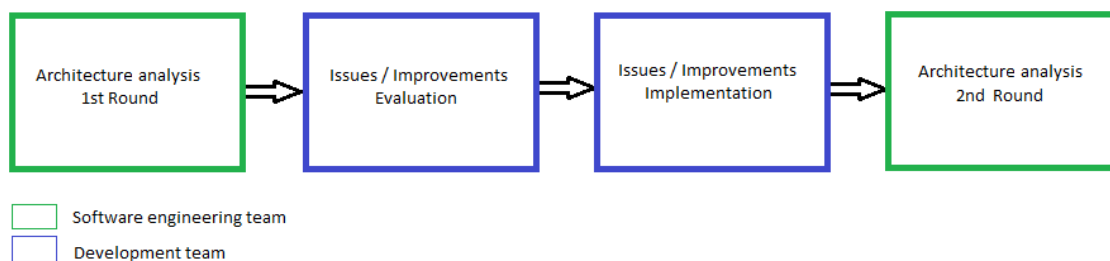 Architecture analysis
1st Round
Issues / Improvements
Evaluation
Issues / Improvements
Implementation
Architecture analysis
2nd Round
Software engineering team
Development team